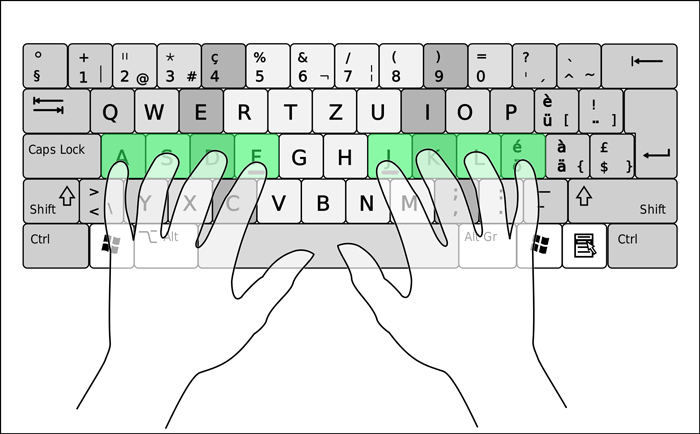 ° + " * ç % & / ( ) = ? `
§ 1 | 2 @ 3 # 4 5 6 ¬ 7 ¦ 8 9 0 ' ´ ^ ~
Q W E R T Z U I O P è !
ü [ ¨ ]
Caps Lock A S D F G H J K L é à £
ä { $ }
Shift > Y X C V B N M ; : _ Shift
< \ , . -
Ctrl Alt Alt Gr Ctrl